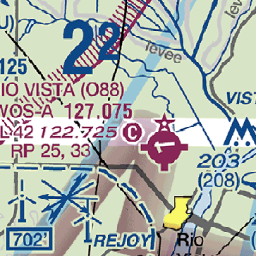 22
levee
125
IO VISTA (O88)
WOS-A 127.075
L 42 122.725 C
VIST
RP 25, 33
203
(208)
702'
REJOY
Rio